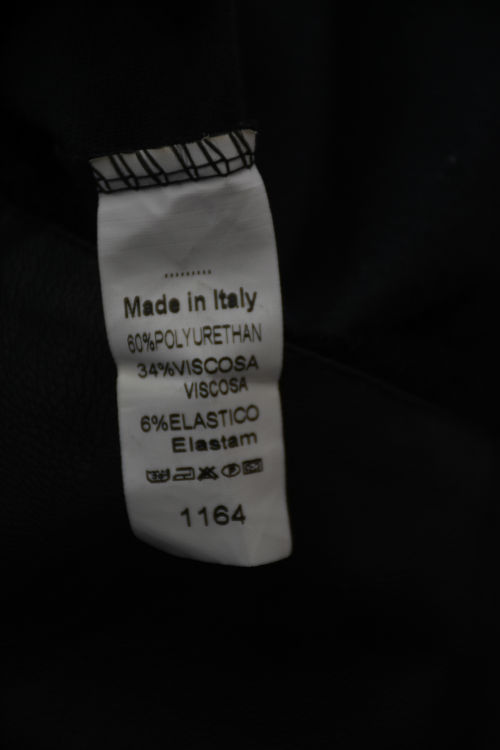 Made in Italy
60%POLYURETHAN
34%VISCOSA
VISCOSA
6%ELASTICO
Elastam
1164